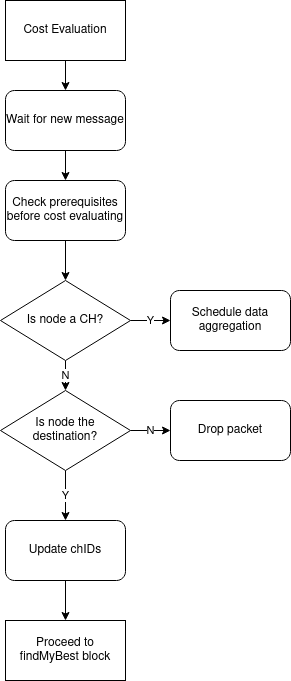 Cost Evaluation
Wait for new message
Check prerequisites
before cost evaluating
Is node a CH?
Y
Schedule data
aggregation
N
Is node the
destination?
N
Drop packet
Y
Update chIDs
Proceed to
findMyBest block